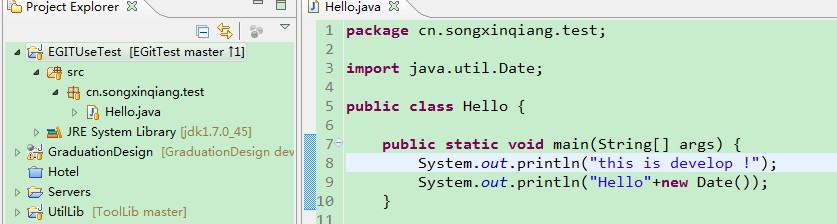 Project Explorer
EGITUseTest [EGitTest master ↑1]
src
cn.songxinqiang.test
Hello.java
JRE System Library [jdk1.7.0_45]
GraduationDesign [GraduationDesign dev
Hotel
Servers
UtilLib [ToolLib master]
Hello.java
1 package cn.songxinqiang.test;
2
3 import java.util.Date;
4
5 public class Hello {
6
7 public static void main(String[] args) {
8 System.out.println("this is develop !");
9 System.out.println("Hello"+new Date());
10 }
11